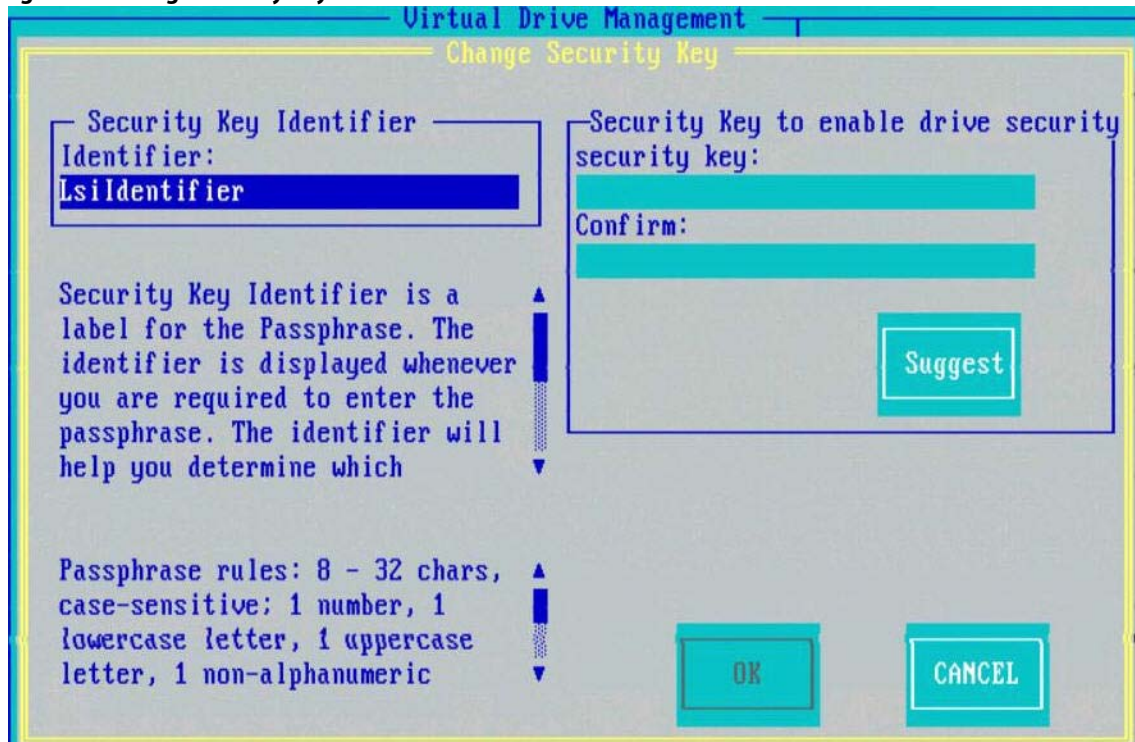 Virtual Drive Management
Change Security Key
Security Key Identifier
Identifier:
LsiIdentifier
Security Key Identifier is a
label for the Passphrase. The
identifier is displayed whenever
you are required to enter the
passphrase. The identifier will
help you determine which
Passphrase rules: 8 - 32 chars,
case-sensitive; 1 number, 1
lowercase letter, 1 uppercase
letter, 1 non-alphanumeric
Security Key to enable drive security
security key:
Confirm:
Suggest
OK
CANCEL